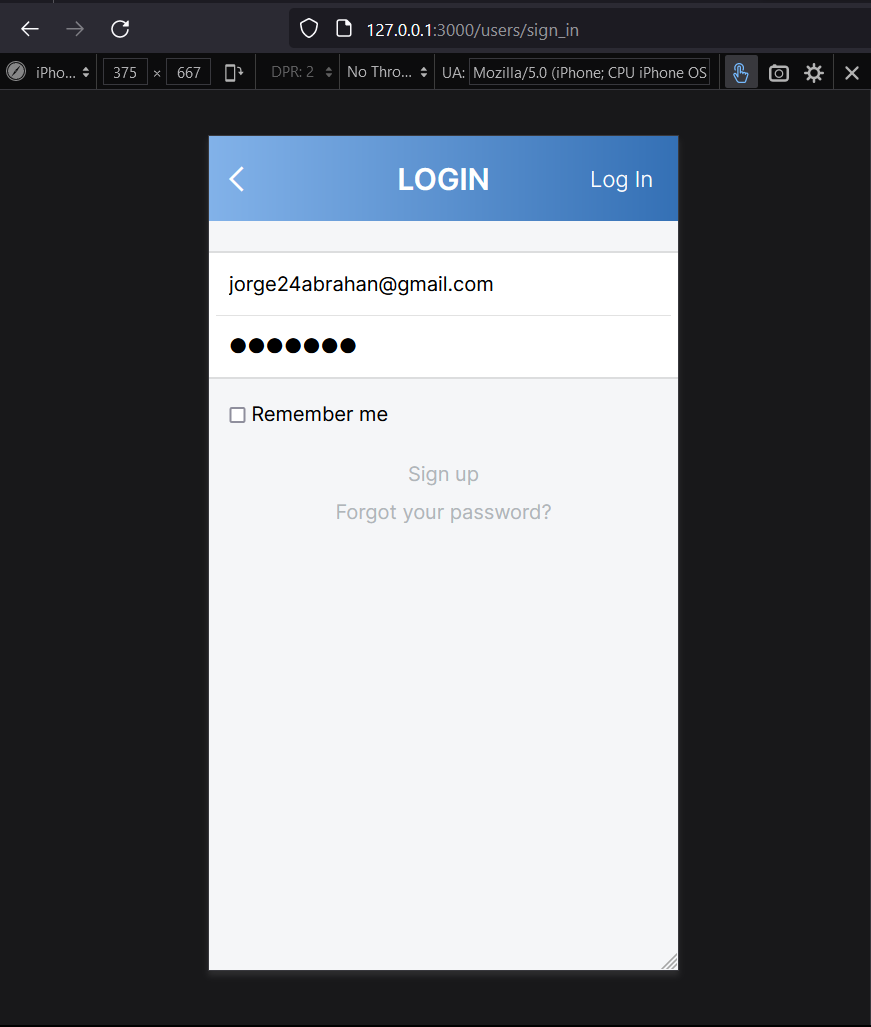 127.0.0.1:3000/users/sign_in
iPho... 375 × 667 DPR: 2 No Thro... UA: Mozilla/5.0 (iPhone; CPU iPhone OS
LOGIN Log In
jorge24abrahan@gmail.com
●●●●●●●
Remember me
Sign up
Forgot your password?